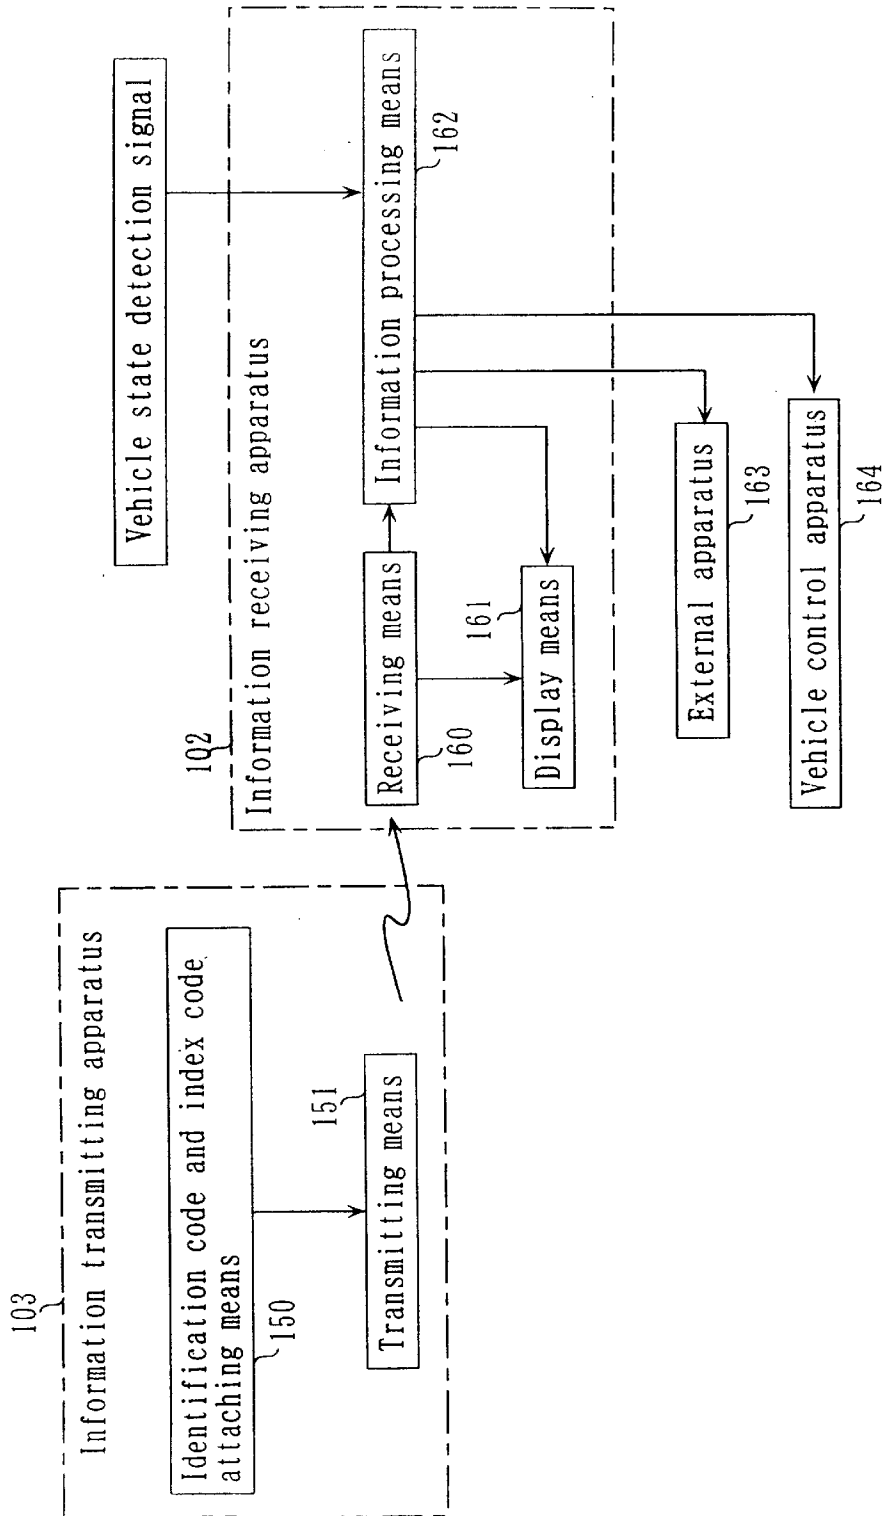 103
Information transmitting apparatus
Identification code and index code
attaching means
150
Transmitting means
151
102
Information receiving apparatus
Vehicle state detection signal
Receiving means
160
Information processing means
162
Display means
161
External apparatus
163
Vehicle control apparatus
164